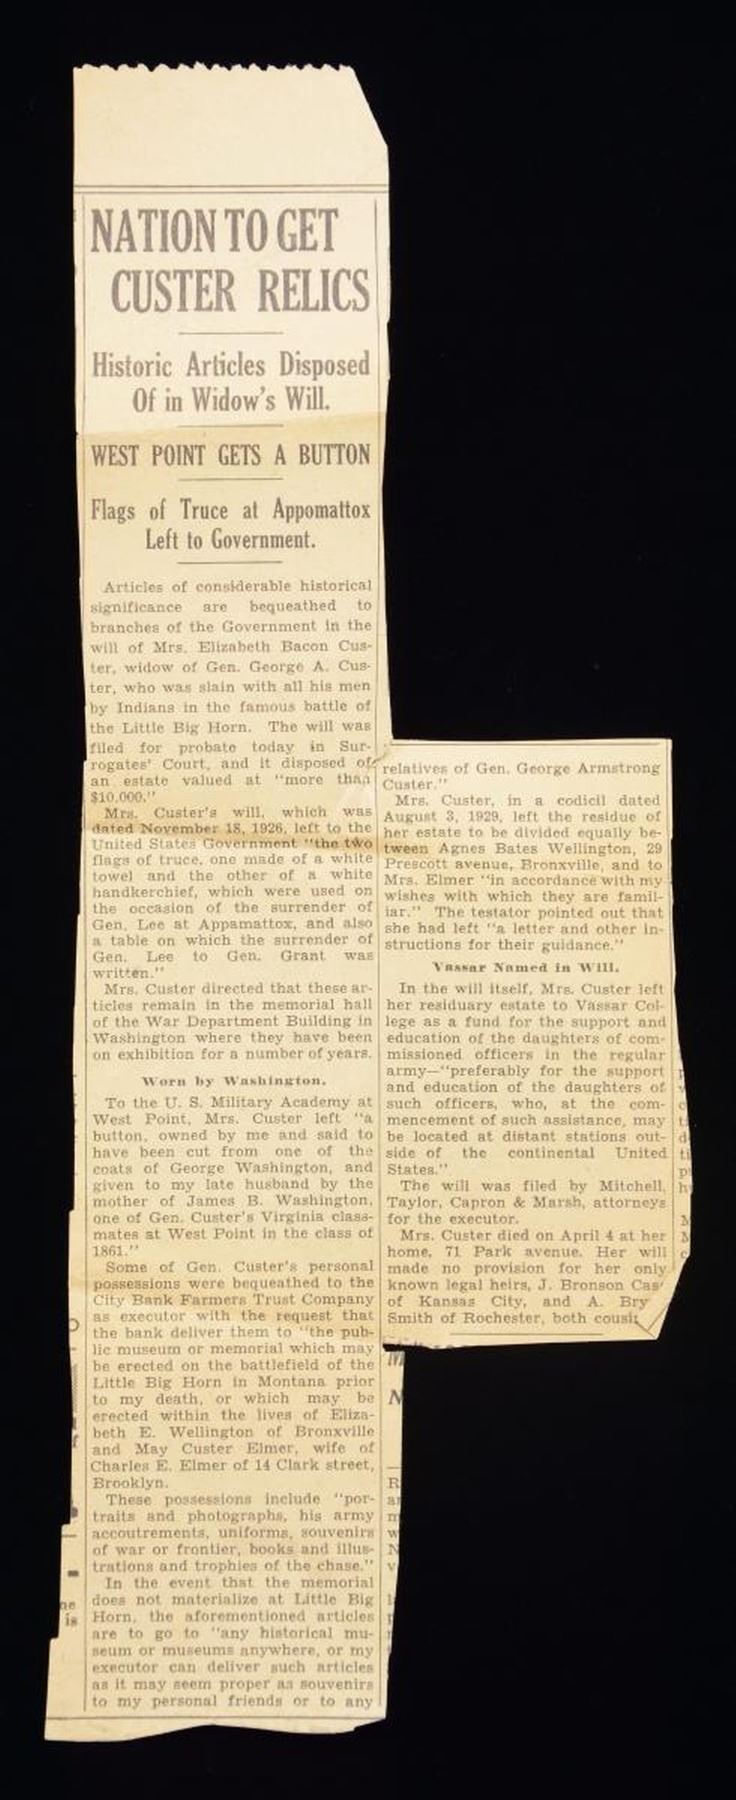 NATION TO GET
CUSTER RELICS
Historic Articles Disposed
Of in Widow's Will.
WEST POINT GETS A BUTTON
Flags of Truce at Appomattox
Left to Government.
Articles of considerable historical
significance are bequeathed to
branches of the Government in the
will of Mrs. Elizabeth Bacon Cus-
ter, widow of Gen. George A. Cus-
ter, who was slain with all his men
by Indians in the famous battle of
the Little Big Horn. The will was
filed for probate today in Sur-
rogates' Court, and it disposed of
an estate valued at "more than
$10,000."
Mrs. Custer's will, which was
dated November 18, 1926, left to the
United States Government "the two
flags of truce, one made of a white
towel and the other of a white
handkerchief, which were used on
the occasion of the surrender of
Gen. Lee at Appamattox, and also
a table on which the surrender of
Gen. Lee to Gen. Grant was
written."
Mrs. Custer directed that these ar-
ticles remain in the memorial hall
of the War Department Building in
Washington where they have been
on exhibition for a number of years.
Worn by Washington.
To the U. S. Military Academy at
West Point, Mrs. Custer left "a
button, owned by me and said to
have been cut from one of the
coats of George Washington, and
given to my late husband by the
mother of James B. Washington,
one of Gen. Custer's Virginia class-
mates at West Point in the class of
1861."
Some of Gen. Custer's personal
possessions were bequeathed to the
City Bank Farmers Trust Company
as executor with the request that
the bank deliver them to "the pub-
lic museum or memorial which may
be erected on the battlefield of the
Little Big Horn in Montana prior
to my death, or which may be
erected within the lives of Eliza-
beth E. Wellington of Bronxville
and May Custer Elmer, wife of
Charles E. Elmer of 14 Clark street,
Brooklyn.
These possessions include "por-
traits and photographs, his army
accoutrements, uniforms, souvenirs
of war or frontier, books and illus-
trations and trophies of the chase."
In the event that the memorial
does not materialize at Little Big
Horn, the aforementioned articles
are to go to "any historical mu-
seum or museums anywhere, or my
executor can deliver such articles
as it may seem proper as souvenirs
to my personal friends or to any
relatives of Gen. George Armstrong
Custer."
Mrs. Custer, in a codicil dated
August 3, 1929, left the residue of
her estate to be divided equally be-
tween Agnes Bates Wellington, 29
Prescott avenue, Bronxville, and to
Mrs. Elmer "in accordance with my
wishes with which they are famil-
iar." The testator pointed out that
she had left "a letter and other in-
structions for their guidance."
Vassar Named in Will.
In the will itself, Mrs. Custer left
her residuary estate to Vassar Col-
lege as a fund for the support and
education of the daughters of com-
missioned officers in the regular
army—"preferably for the support
and education of the daughters of
such officers, who, at the com-
mencement of such assistance, may
be located at distant stations out-
side of the continental United
States."
The will was filed by Mitchell,
Taylor, Capron & Marsh, attorneys
for the executor.
Mrs. Custer died on April 4 at her
home, 71 Park avenue. Her will
made no provision for her only
known legal heirs, J. Bronson Cas
of Kansas City, and A. Bry
Smith of Rochester, both cousi